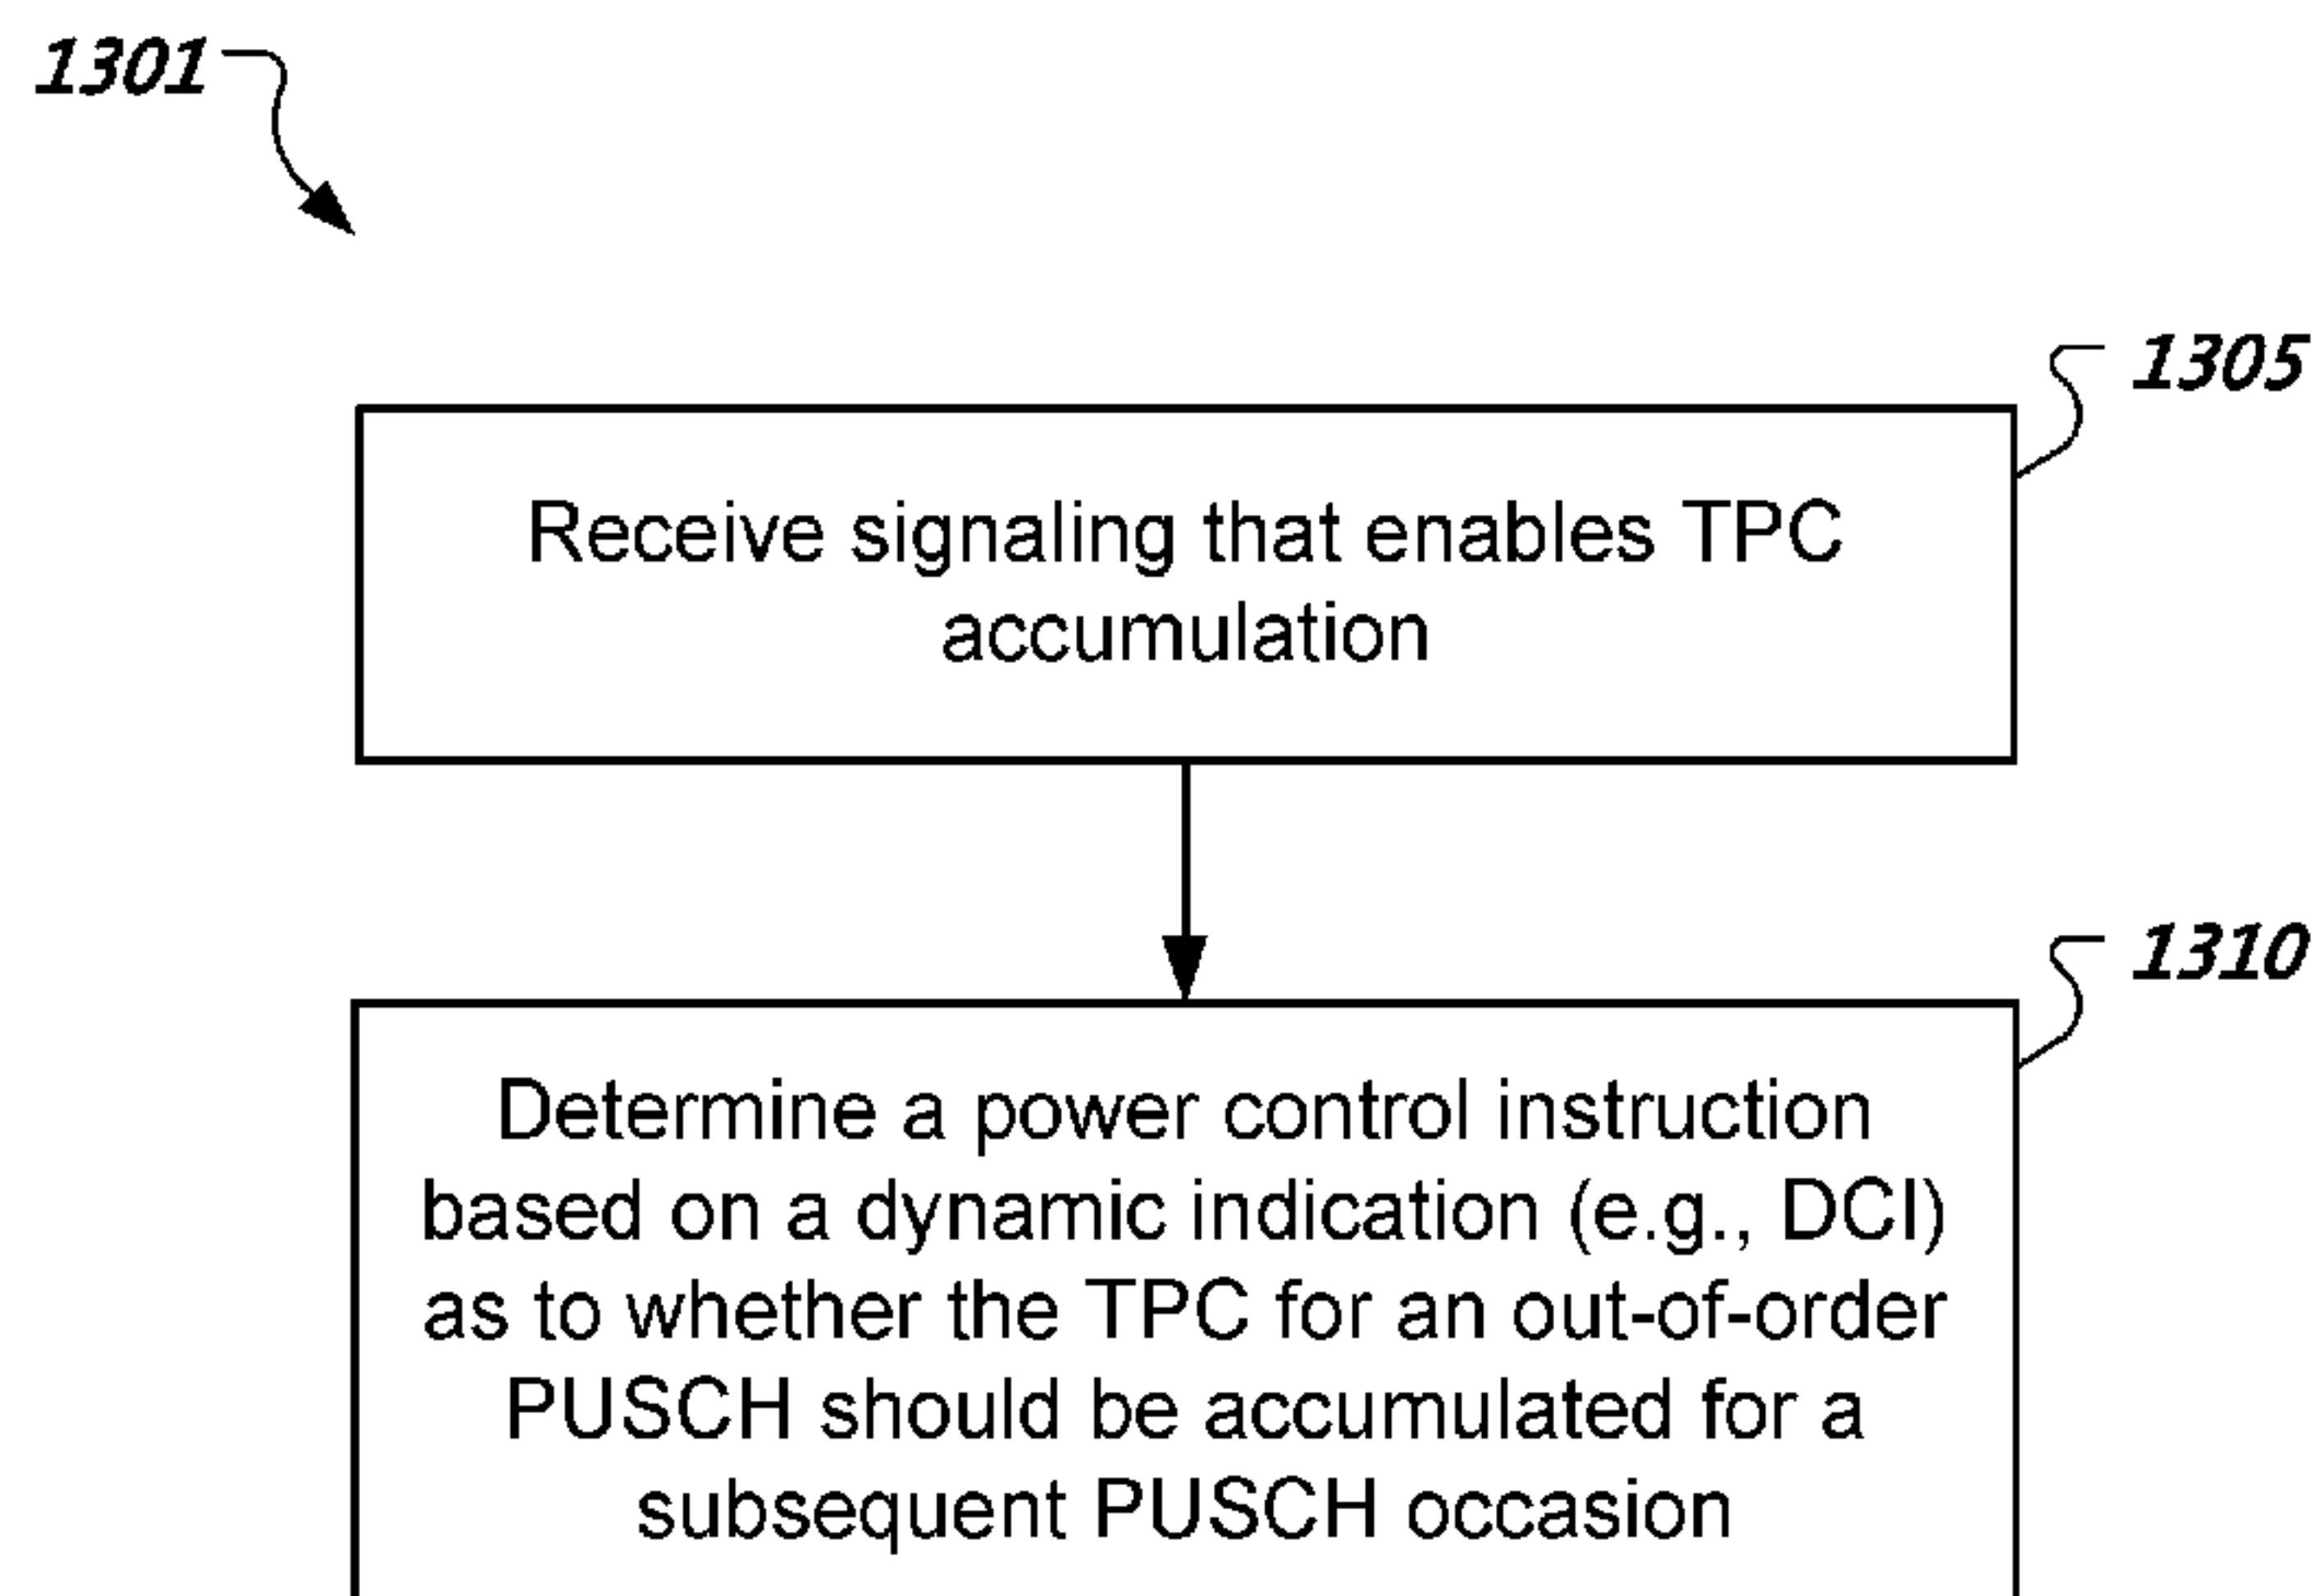 1301
1305
Receive signaling that enables TPC
accumulation
1310
Determine a power control instruction
based on a dynamic indication (e.g., DCI)
as to whether the TPC for an out-of-order
PUSCH should be accumulated for a
subsequent PUSCH occasion